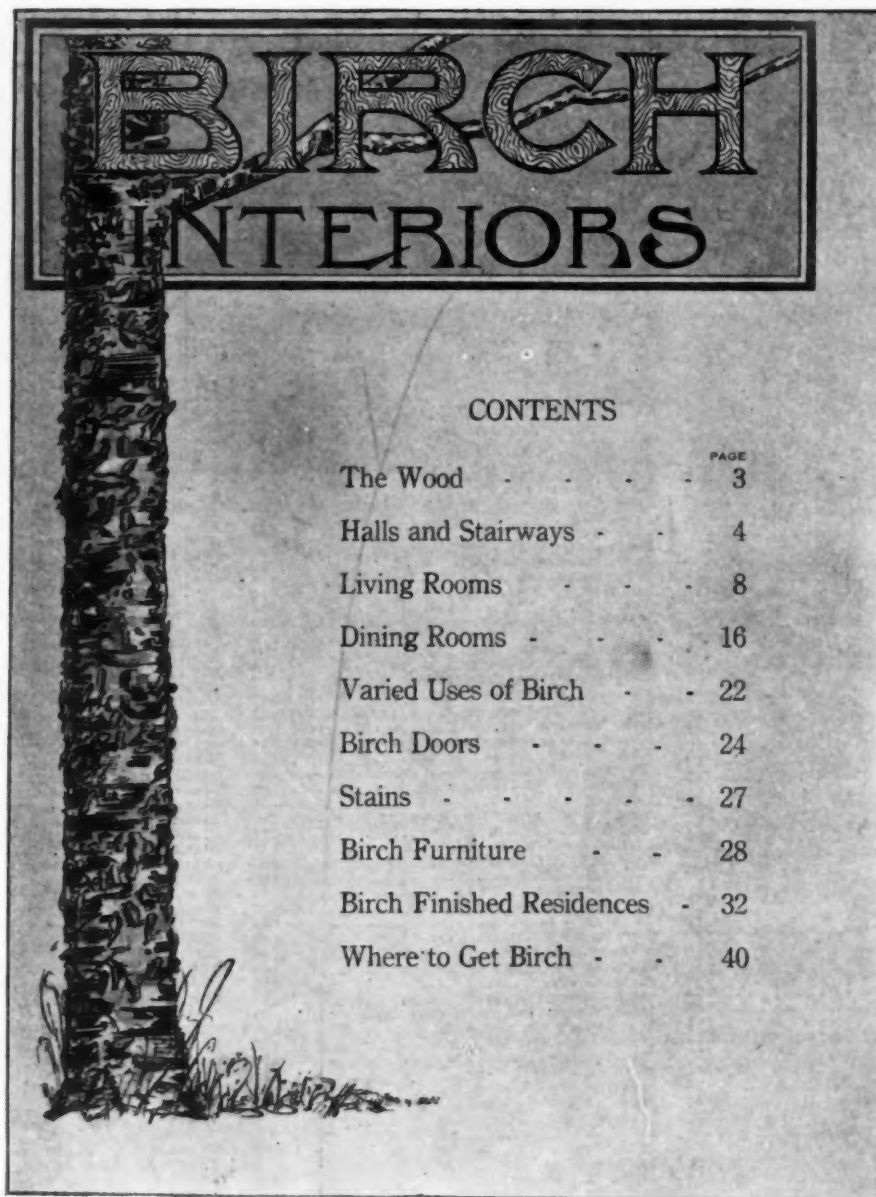 BIRCH
INTERIORS
CONTENTS
PAGE
The Wood - - - - 3
Halls and Stairways - - 4
Living Rooms - - - 8
Dining Rooms - - - 16
Varied Uses of Birch - - 22
Birch Doors - - - 24
Stains - - - - - 27
Birch Furniture - - 28
Birch Finished Residences - 32
Where to Get Birch - - 40